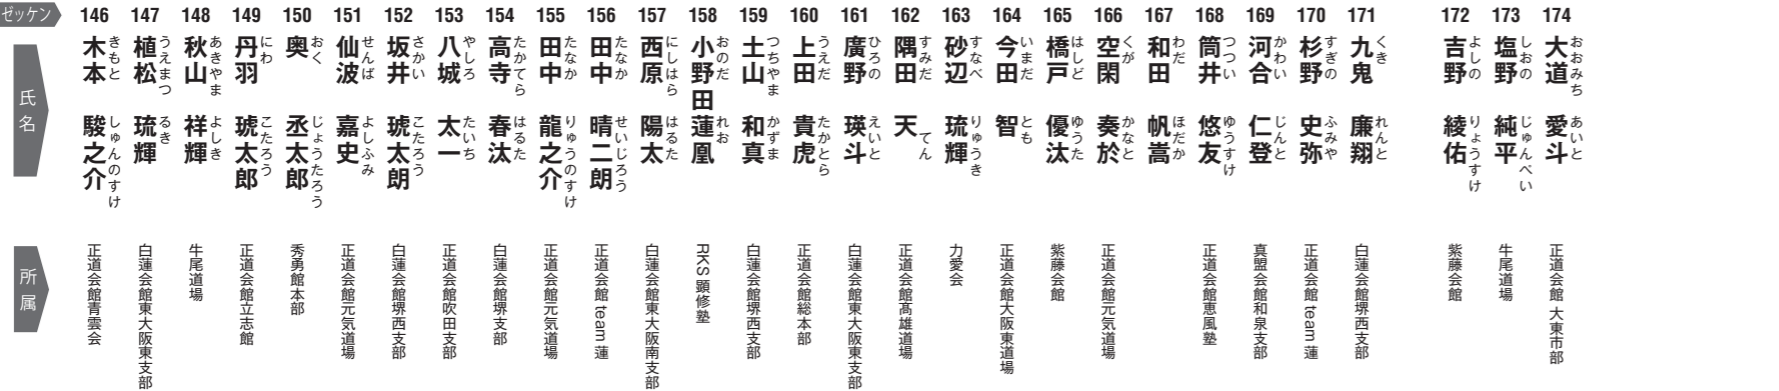 ゼッケン 146 147 148 149 150 151 152 153 154 155 156 157 158 159 160 161 162 163 164 165 166 167 168 169 170 171 172 173 174
氏名
木本 駿之介
きもと しゅんのすけ
植松 琉輝
うえまつ るき
秋山 祥輝
あきやま よしき
丹羽 琥太郎
にわ こたろう
奥 丞太郎
おく じょうたろう
仙波 嘉史
せんば よしふみ
坂井 琥太朗
さかい こたろう
八城 太一
やしろ たいち
高寺 春汰
たかてら はるた
田中 龍之介
たなか りゅうのすけ
田中 晴二朗
たなか せいじろう
西原 陽太
にしはら はるた
小野田 蓮凰
おのだ れお
土山 和真
つちやま かずま
上田 貴虎
うえだ たかとら
廣野 瑛斗
ひろの えいと
隅田 天
すみだ てん
砂辺 琉輝
すなべ りゅうき
今田 智
いまだ とも
橋戸 優汰
はしど ゆうた
空閑 奏於
くが かなと
和田 帆嵩
わだ ほだか
筒井 悠友
つつい ゆうすけ
河合 仁登
かわい じんと
杉野 史弥
すぎの ふみや
九鬼 廉翔
くき れんと
吉野 綾佑
よしの りょうすけ
塩野 純平
しおの じゅんぺい
大道 愛斗
おおみち あいと
所属
正道会館青雲会
白蓮会館東大阪東支部
牛尾道場
正道会館立志館
秀勇館本部
正道会館元気道場
白蓮会館堺西支部
正道会館吹田支部
白蓮会館堺支部
正道会館元気道場
正道会館 team 蓮
白蓮会館東大阪南支部
RKS 顕修塾
白蓮会館堺西支部
正道会館総本部
白蓮会館東大阪東支部
正道会館髙雄道場
力愛会
正道会館大阪東道場
紫藤会館
正道会館元気道場
正道会館恵風塾
真盟会館和泉支部
正道会館 team 蓮
白蓮会館堺西支部
紫藤会館
牛尾道場
正道会館 大東市部